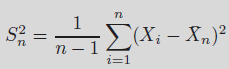 $S_n^2 = \frac{1}{n-1} \sum_{i=1}^{n} (X_i - \bar{X}_n)^2$